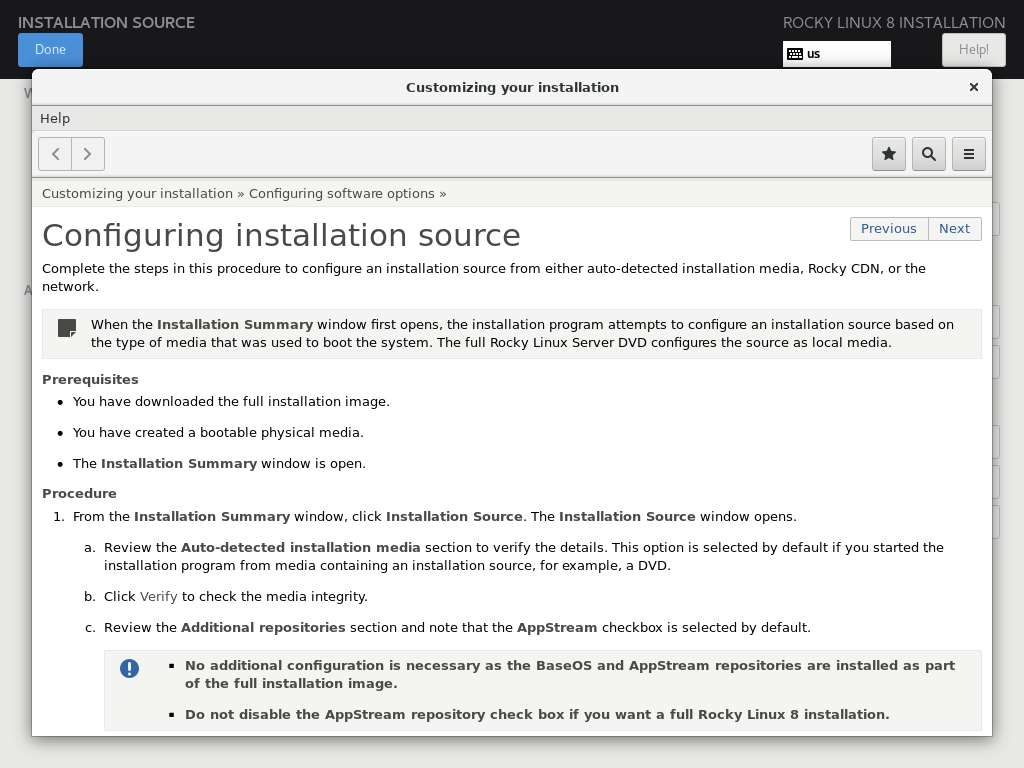 INSTALLATION SOURCE
ROCKY LINUX 8 INSTALLATION
Done
us
Help!
Customizing your installation
Help
Customizing your installation » Configuring software options »
Configuring installation source
Previous
Next
Complete the steps in this procedure to configure an installation source from either auto-detected installation media, Rocky CDN, or the
network.
When the Installation Summary window first opens, the installation program attempts to configure an installation source based on
the type of media that was used to boot the system. The full Rocky Linux Server DVD configures the source as local media.
Prerequisites
• You have downloaded the full installation image.
• You have created a bootable physical media.
• The Installation Summary window is open.
Procedure
1. From the Installation Summary window, click Installation Source. The Installation Source window opens.
a. Review the Auto-detected installation media section to verify the details. This option is selected by default if you started the
installation program from media containing an installation source, for example, a DVD.
b. Click Verify to check the media integrity.
c. Review the Additional repositories section and note that the AppStream checkbox is selected by default.
▪ No additional configuration is necessary as the BaseOS and AppStream repositories are installed as part
of the full installation image.
▪ Do not disable the AppStream repository check box if you want a full Rocky Linux 8 installation.